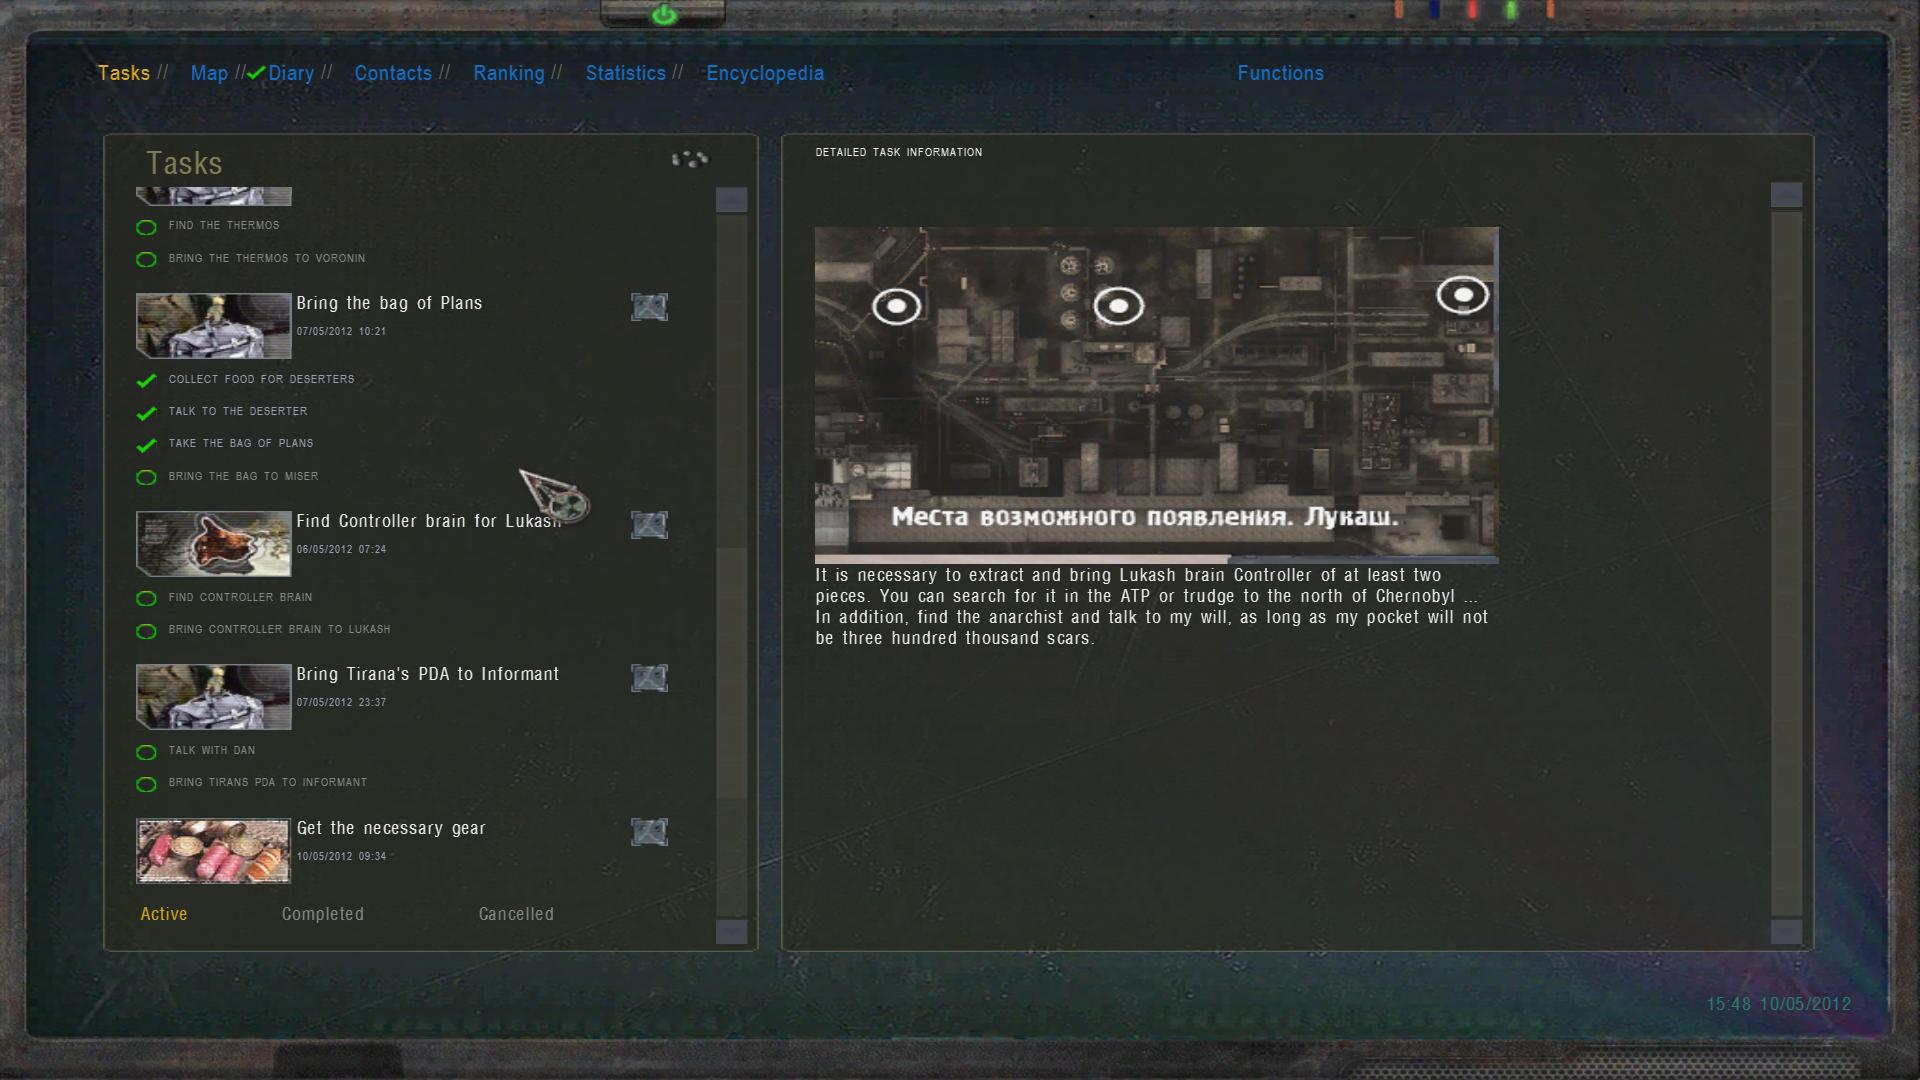 Tasks // Map // Diary // Contacts // Ranking // Statistics // Encyclopedia Functions
Tasks
FIND THE THERMOS
BRING THE THERMOS TO VORONIN
Bring the bag of Plans
07/05/2012 10:21
COLLECT FOOD FOR DESERTERS
TALK TO THE DESERTER
TAKE THE BAG OF PLANS
BRING THE BAG TO MISER
Find Controller brain for Lukash
06/05/2012 07:24
FIND CONTROLLER BRAIN
BRING CONTROLLER BRAIN TO LUKASH
Bring Tirana's PDA to Informant
07/05/2012 23:37
TALK WITH DAN
BRING TIRANS PDA TO INFORMANT
Get the necessary gear
10/05/2012 09:34
Active Completed Cancelled
DETAILED TASK INFORMATION
Места возможного появления. Лукаш.
It is necessary to extract and bring Lukash brain Controller of at least two
pieces. You can search for it in the ATP or trudge to the north of Chernobyl ...
In addition, find the anarchist and talk to my will, as long as my pocket will not
be three hundred thousand scars.
15:48 10/05/2012